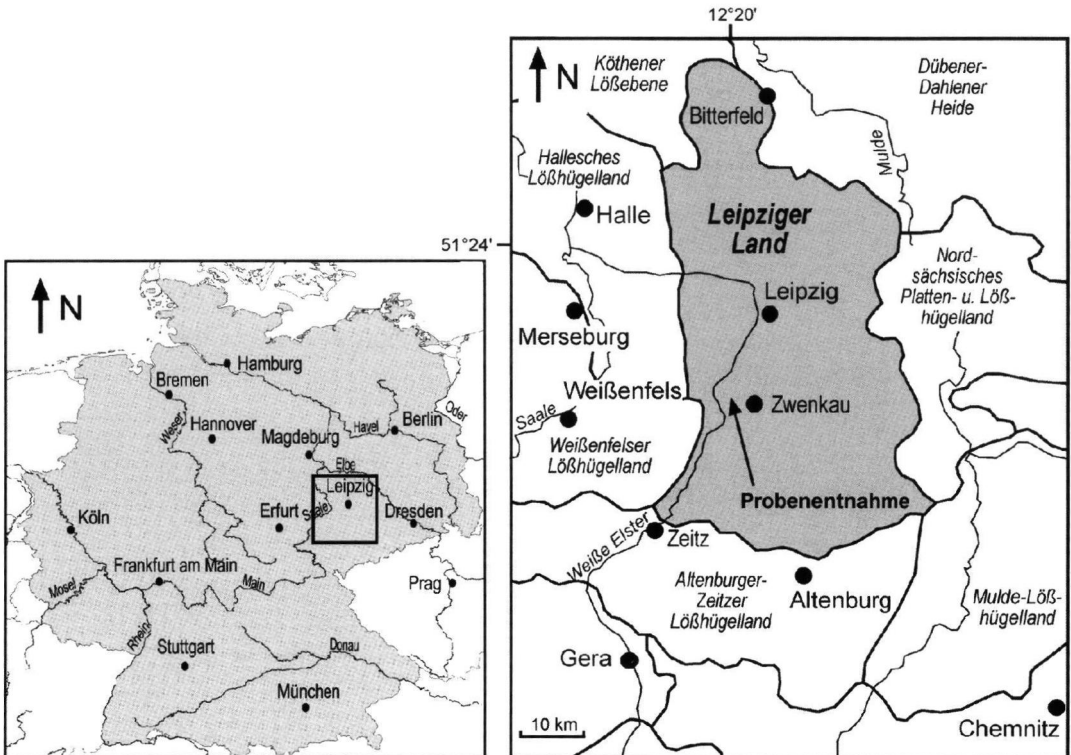 N
Hamburg
Bremen
Weser
Hannover
Havel
Berlin
Oder
Magdeburg
Elbe
Leipzig
Saale
Erfurt
Dresden
Köln
Frankfurt am Main
Mosel
Main
Prag
Rhein
Stuttgart
Donau
München
12°20'
51°24'
N
Köthener
Lößebene
Dübener-
Dahlener
Heide
Bitterfeld
Mulde
Hallesches
Lößhügelland
Halle
Leipziger
Land
Nord-
sächsisches
Platten- u. Löß-
hügelland
Leipzig
Merseburg
Weißenfels
Zwenkau
Saale
Weißenfelser
Lößhügelland
Probenentnahme
Weiße Elster
Zeitz
Altenburger-
Zeitzer
Lößhügelland
Altenburg
Mulde-Löß-
hügelland
Gera
10 km
Chemnitz